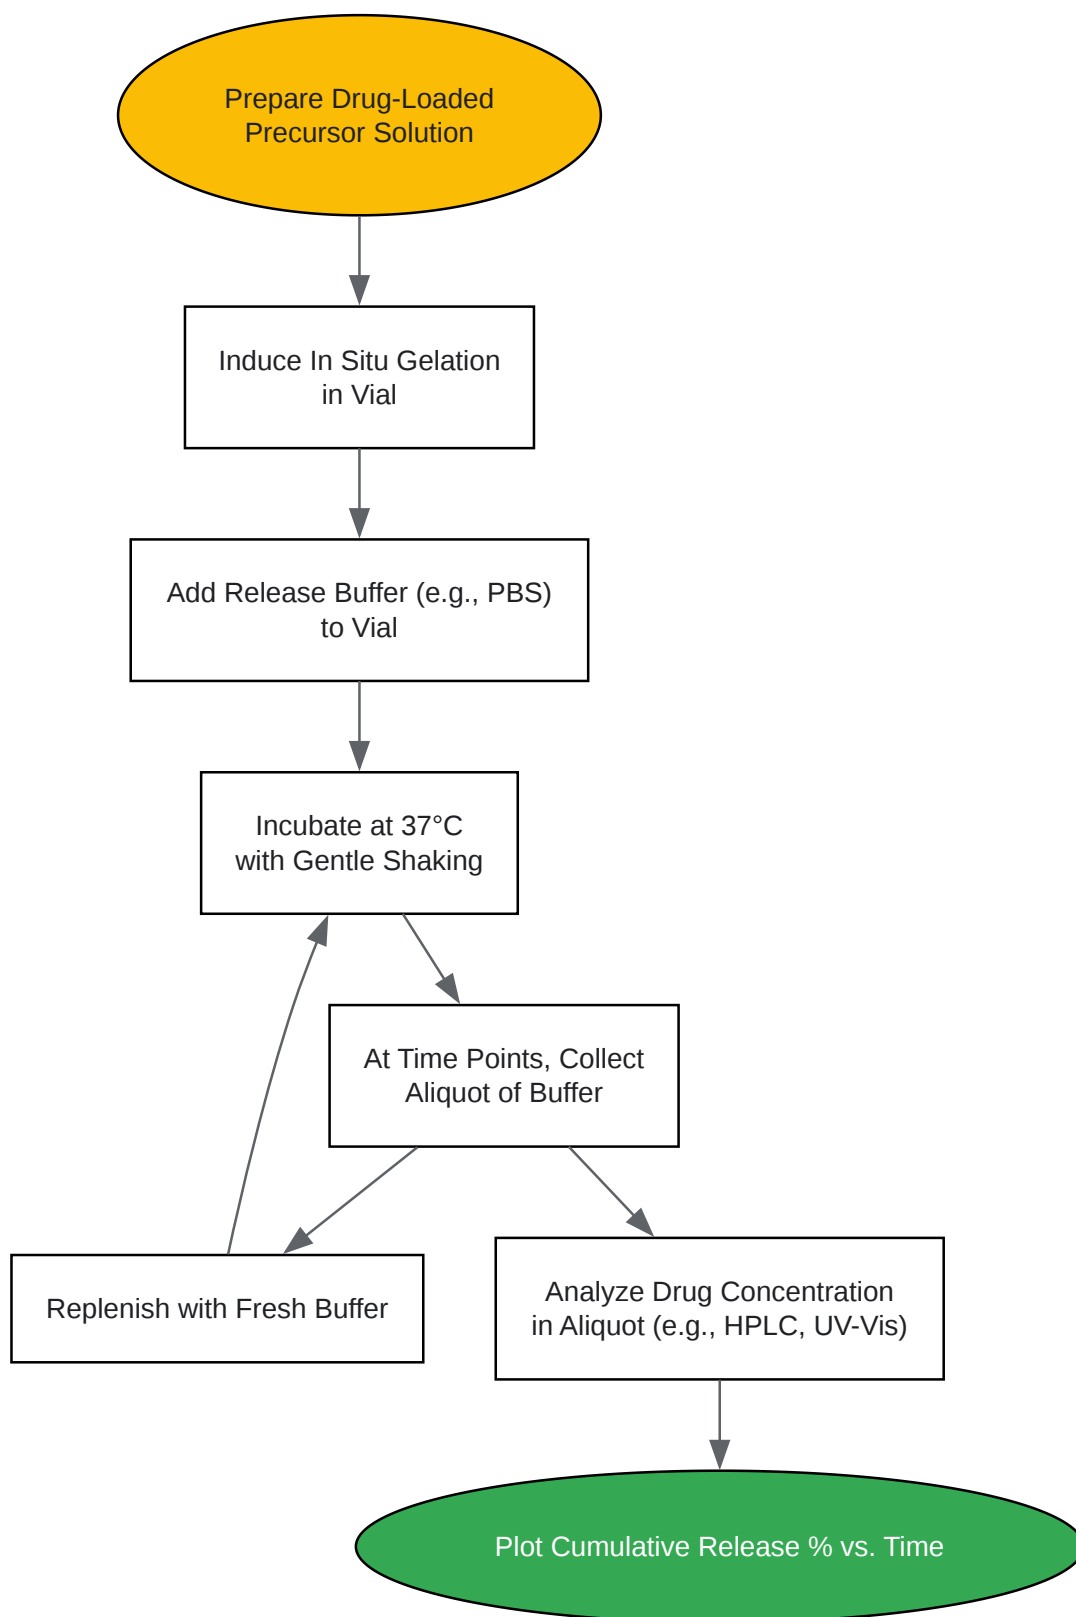 Prepare Drug-Loaded
Precursor Solution
Induce In Situ Gelation
in Vial
Add Release Buffer (e.g., PBS)
to Vial
Incubate at 37°C
with Gentle Shaking
At Time Points, Collect
Aliquot of Buffer
Replenish with Fresh Buffer
Analyze Drug Concentration
in Aliquot (e.g., HPLC, UV-Vis)
Plot Cumulative Release % vs. Time